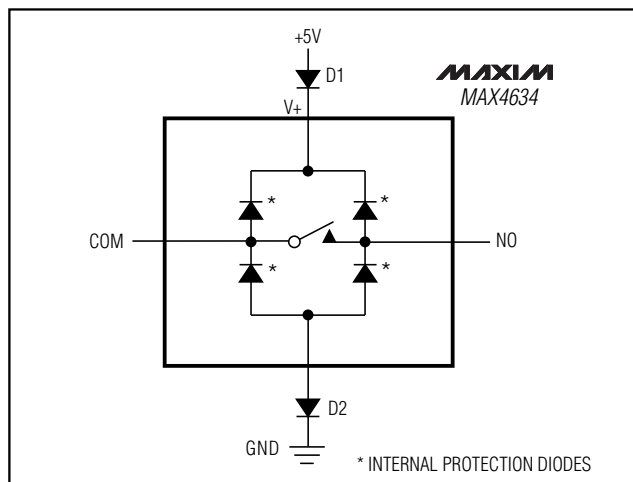 +5V
D1
MAXIM
MAX4634
V+
*
*
COM
NO
*
*
D2
GND
* INTERNAL PROTECTION DIODES